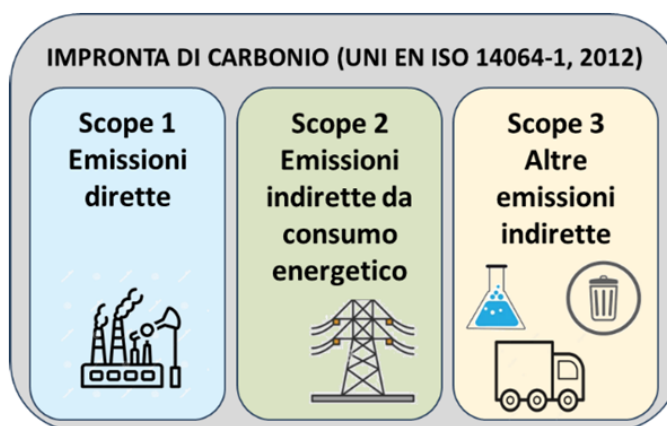 IMPRONTA DI CARBONIO (UNI EN ISO 14064-1, 2012)
Scope 1
Emissioni
dirette
Scope 2
Emissioni
indirette da
consumo
energetico
Scope 3
Altre
emissioni
indirette